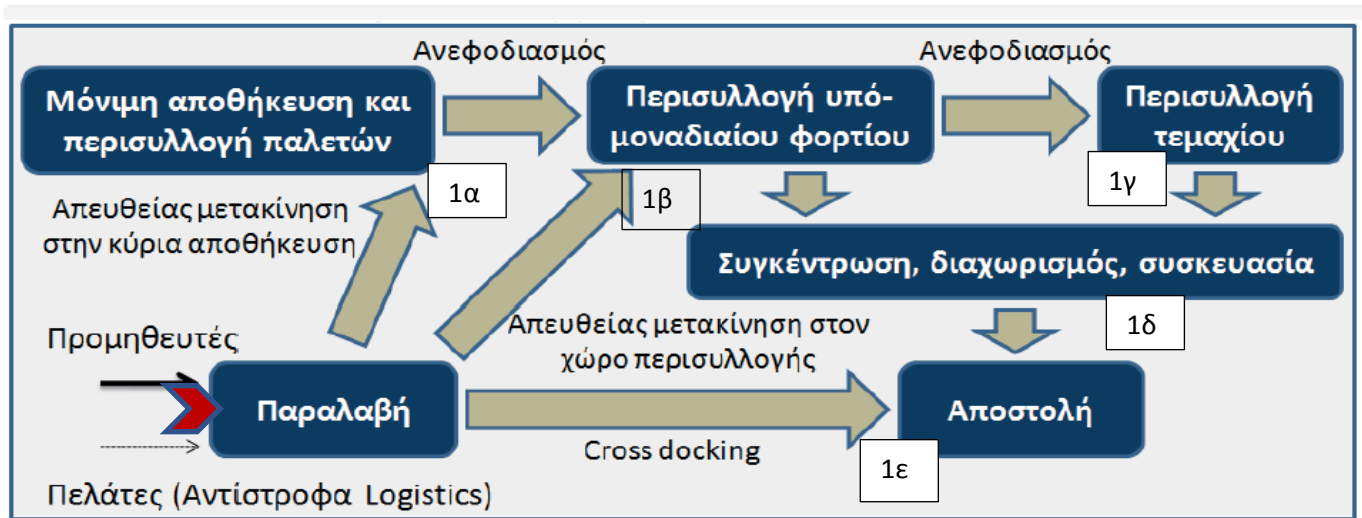 Ανεφοδιασμός
Ανεφοδιασμός
Μόνιμη αποθήκευση και
περισυλλογή παλετών
Περισυλλογή υπό-
μοναδιαίου φορτίου
Περισυλλογή
τεμαχίου
1α
1β
1γ
Απευθείας μετακίνηση
στην κύρια αποθήκευση
Συγκέντρωση, διαχωρισμός, συσκευασία
1δ
Προμηθευτές
Απευθείας μετακίνηση στον
χώρο περισυλλογής
Παραλαβή
Αποστολή
Cross docking
1ε
Πελάτες (Αντίστροφα Logistics)